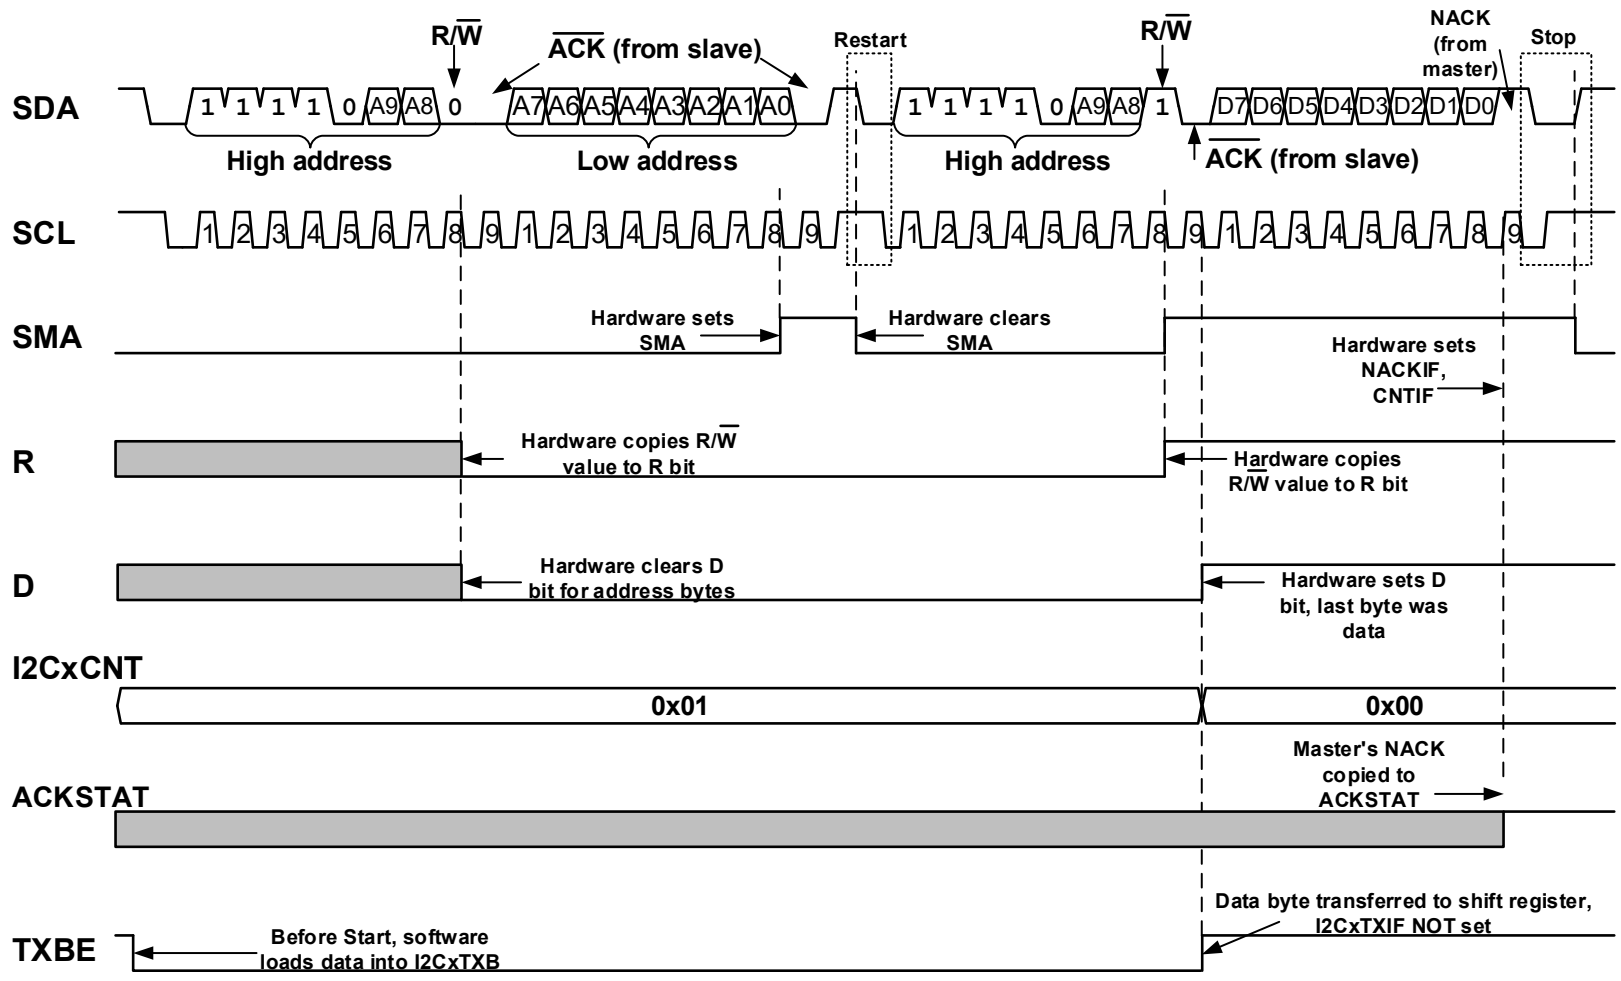 R/W
ACK (from slave)
Restart
R/W
NACK
(from
master)
Stop
SDA
1 1 1 1 0 A9 A8 0 A7 A6 A5 A4 A3 A2 A1 A0 1 1 1 1 0 A9 A8 1 D7 D6 D5 D4 D3 D2 D1 D0
High address
Low address
High address
ACK (from slave)
SCL
1 2 3 4 5 6 7 8 9 1 2 3 4 5 6 7 8 9 1 2 3 4 5 6 7 8 9 1 2 3 4 5 6 7 8 9
SMA
Hardware sets
SMA
Hardware clears
SMA
Hardware sets
NACKIF,
CNTIF
R
Hardware copies R/W
value to R bit
Hardware copies
R/W value to R bit
D
Hardware clears D
bit for address bytes
Hardware sets D
bit, last byte was
data
I2CxCNT
0x01
0x00
ACKSTAT
Master's NACK
copied to
ACKSTAT
TXBE
Before Start, software
loads data into I2CxTXB
Data byte transferred to shift register,
I2CxTXIF NOT set